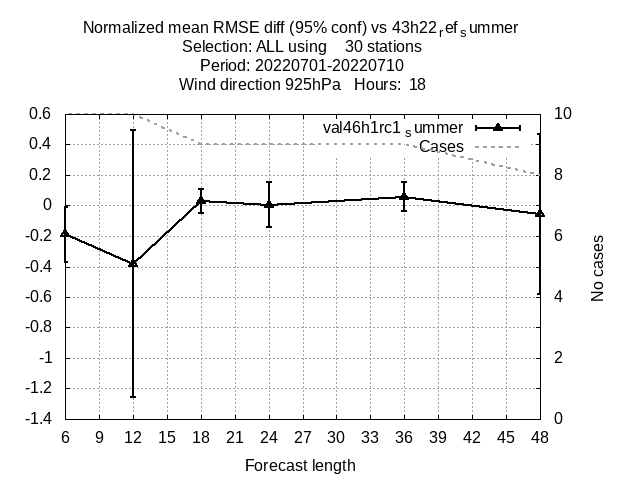 Normalized mean RMSE diff (95% conf) vs 43h22refsummer
Selection: ALL using 30 stations
Period: 20220701-20220710
Wind direction 925hPa Hours: 18
val46h1rc1summer
Cases
0.6
0.4
0.2
0
-0.2
-0.4
-0.6
-0.8
-1
-1.2
-1.4
10
8
6
4
2
0
No cases
6 9 12 15 18 21 24 27 30 33 36 39 42 45 48
Forecast length